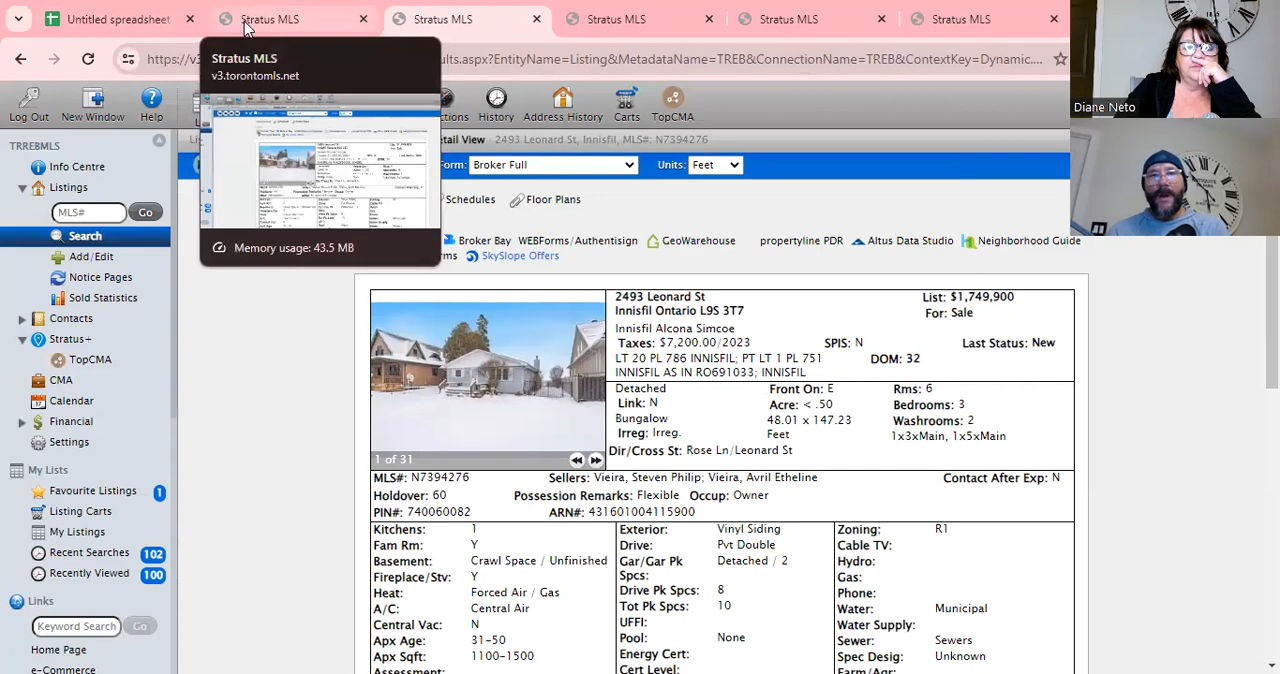 Untitled spreadsheet
Stratus MLS
Stratus MLS
Stratus MLS
Stratus MLS
Stratus MLS
https://v3
ults.aspx?EntityName=Listing&MetadataName=TREB&ConnectionName=TREB&ContextKey=Dynamic....
Stratus MLS
v3.torontomls.net
Memory usage: 43.5 MB
Diane Neto
Log Out
New Window
Help
ctions
History
Address History
Carts
TopCMA
TRREBMLS
etail View
2493 Leonard St, Innisfil, MLS#: N7394276
Form:
Broker Full
Units:
Feet
Schedules
Floor Plans
Broker Bay
WEBForms/Authentisign
GeoWarehouse
propertyline PDR
Altus Data Studio
Neighborhood Guide
rms
SkySlope Offers
Info Centre
Listings
MLS#
Go
Search
Add/Edit
Notice Pages
Sold Statistics
Contacts
Stratus+
TopCMA
CMA
Calendar
Financial
Settings
My Lists
Favourite Listings 1
Listing Carts
My Listings
Recent Searches 102
Recently Viewed 100
Links
Keyword Search
Go
Home Page
e-Commerce
1 of 31
2493 Leonard St
List: $1,749,900
Innisfil Ontario L9S 3T7
For: Sale
Innisfil Alcona Simcoe
Taxes: $7,200.00/2023
SPIS: N
Last Status: New
LT 20 PL 786 INNISFIL; PT LT 1 PL 751
INNISFIL AS IN RO691033; INNISFIL
DOM: 32
Detached
Front On: E
Rms: 6
Link: N
Acre: < .50
Bedrooms: 3
Bungalow
48.01 x 147.23
Washrooms: 2
Irreg: Irreg.
Feet
1x3xMain, 1x5xMain
Dir/Cross St: Rose Ln/Leonard St
MLS#: N7394276
Sellers: Vieira, Steven Philip; Vieira, Avril Etheline
Contact After Exp: N
Holdover: 60
Possession Remarks: Flexible
Occup: Owner
PIN#: 740060082
ARN#: 431601004115900
Kitchens: 1
Fam Rm: Y
Basement: Crawl Space / Unfinished
Fireplace/Stv: Y
Heat: Forced Air / Gas
A/C: Central Air
Central Vac: N
Apx Age: 31-50
Apx Sqft: 1100-1500
Assessment:
Exterior: Vinyl Siding
Drive: Pvt Double
Gar/Gar Pk
Spcs: Detached / 2
Drive Pk Spcs: 8
Tot Pk Spcs: 10
UFFI:
Pool: None
Energy Cert:
Cert Level:
Zoning: R1
Cable TV:
Hydro:
Gas:
Phone:
Water: Municipal
Water Supply:
Sewer: Sewers
Spec Desig: Unknown
Farm/Agr: